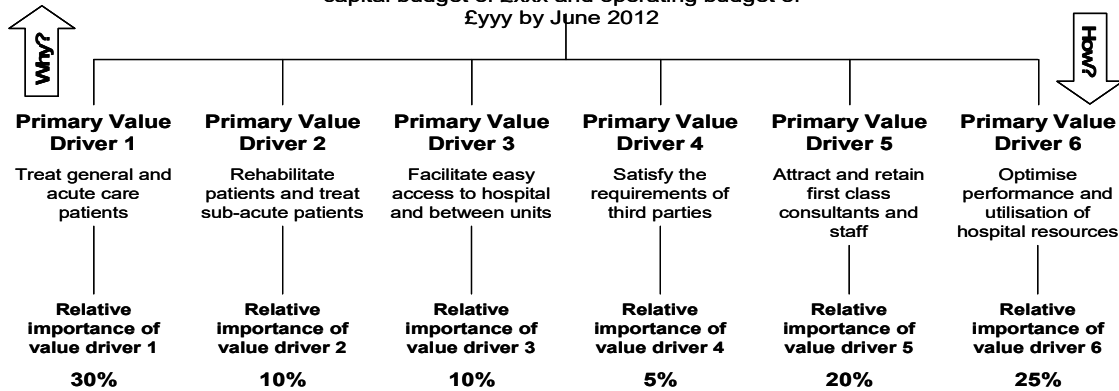 capital budget of £xxx and operating budget of
£yyy by June 2012
Why?
How?
Primary Value
Driver 1
Treat general and
acute care
patients
Relative
importance of
value driver 1
30%
Primary Value
Driver 2
Rehabilitate
patients and treat
sub-acute patients
Relative
importance of
value driver 2
10%
Primary Value
Driver 3
Facilitate easy
access to hospital
and between units
Relative
importance of
value driver 3
10%
Primary Value
Driver 4
Satisfy the
requirements of
third parties
Relative
importance of
value driver 4
5%
Primary Value
Driver 5
Attract and retain
first class
consultants and
staff
Relative
importance of
value driver 5
20%
Primary Value
Driver 6
Optimise
performance and
utilisation of
hospital resources
Relative
importance of
value driver 6
25%